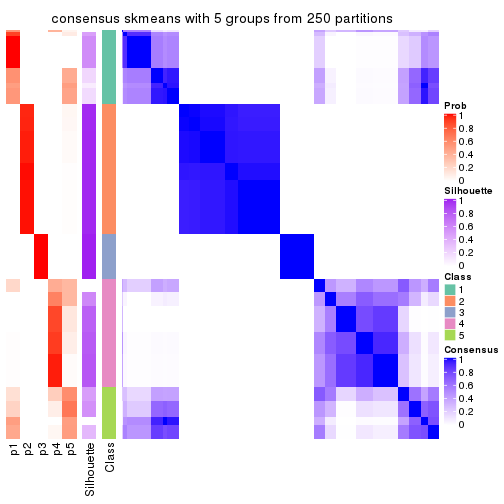 consensus skmeans with 5 groups from 250 partitions
Prob
1
0.8
0.6
0.4
0.2
0
Silhouette
1
0.8
0.6
0.4
0.2
0
Class
1
2
3
4
5
Consensus
1
0.8
0.6
0.4
0.2
0
p1
p2
p3
p4
p5
Silhouette
Class